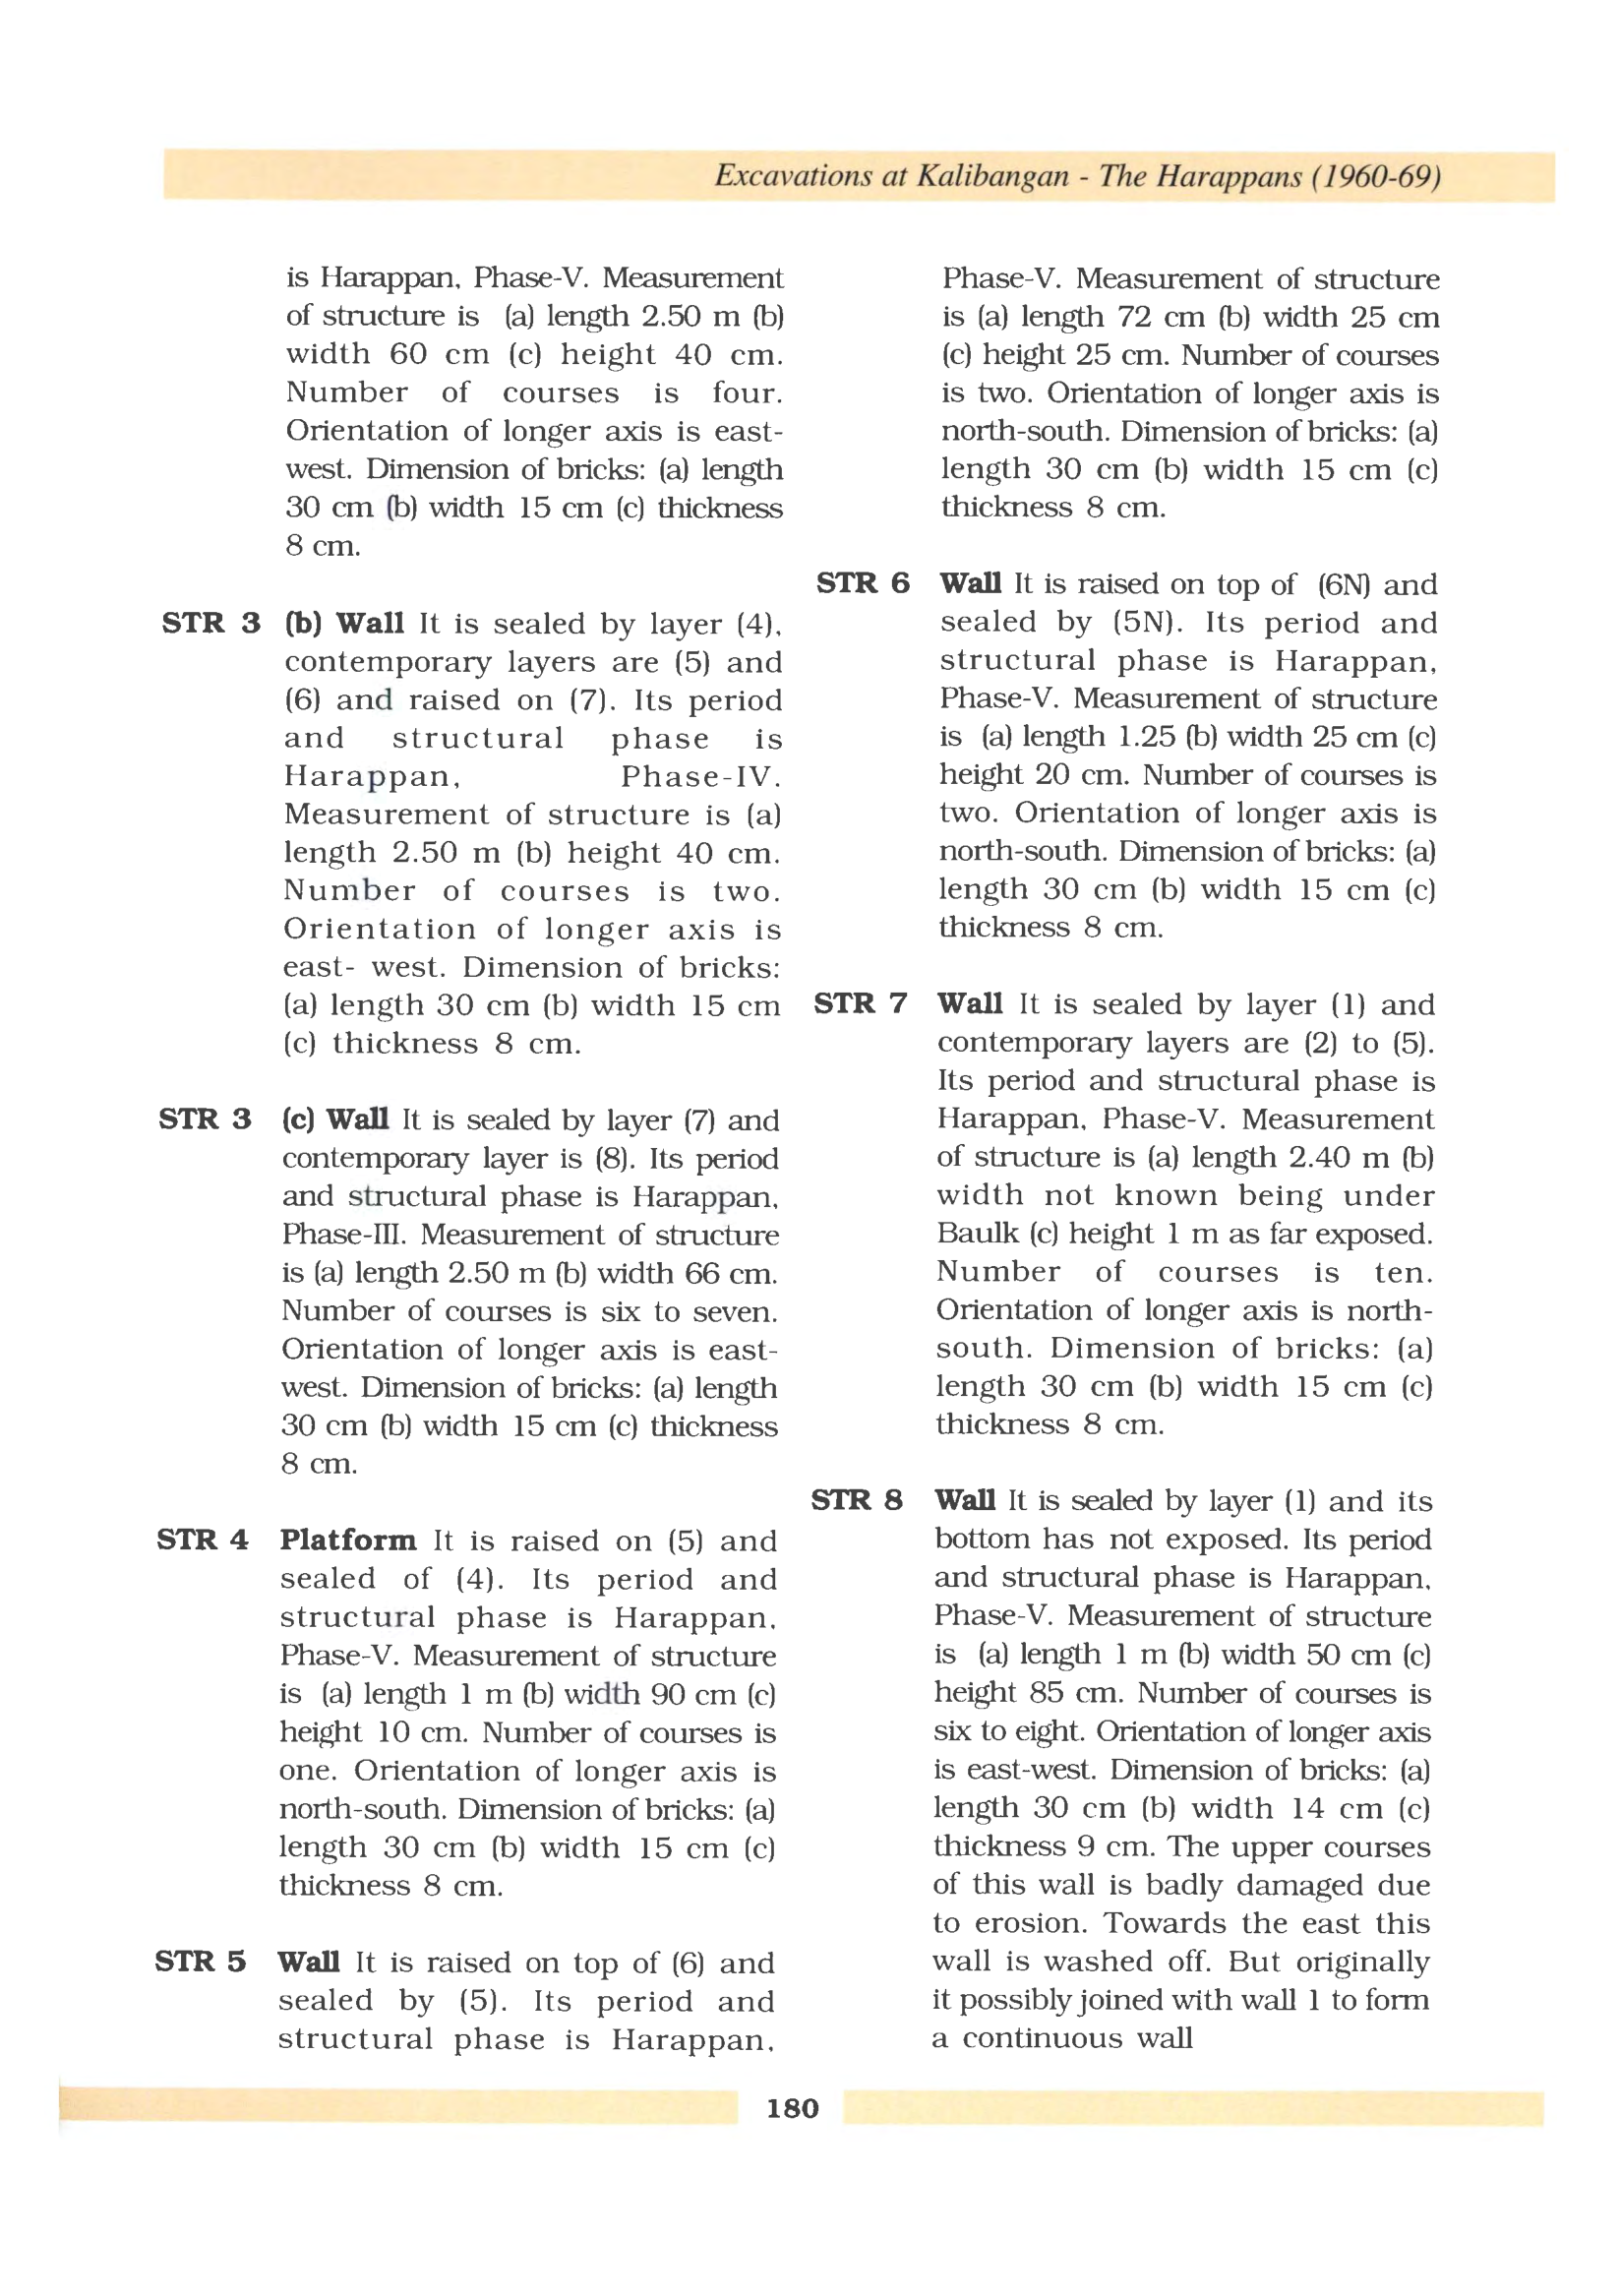 Excavations at Kalibangan - The Harappans (1960-69)
is Harappan, Phase-V. Measurement
of structure is (a) length 2.50 m (b)
width 60 cm (c) height 40 cm.
Number of courses is four.
Orientation of longer axis is east-
west. Dimension of bricks: (a) length
30 cm (b) width 15 cm (c) thickness
8 cm.
STR 3 (b) Wall It is sealed by layer (4),
contemporary layers are (5) and
(6) and raised on (7). Its period
and structural phase is
Harappan, Phase-IV.
Measurement of structure is (a)
length 2.50 m (b) height 40 cm.
Number of courses is two.
Orientation of longer axis is
east- west. Dimension of bricks:
(a) length 30 cm (b) width 15 cm
(c) thickness 8 cm.
STR 3 (c) Wall It is sealed by layer (7) and
contemporary layer is (8). Its period
and structural phase is Harappan,
Phase-III. Measurement of structure
is (a) length 2.50 m (b) width 66 cm.
Number of courses is six to seven.
Orientation of longer axis is east-
west. Dimension of bricks: (a) length
30 cm (b) width 15 cm (c) thickness
8 cm.
STR 4 Platform It is raised on (5) and
sealed of (4). Its period and
structural phase is Harappan,
Phase-V. Measurement of structure
is (a) length 1 m (b) width 90 cm (c)
height 10 cm. Number of courses is
one. Orientation of longer axis is
north-south. Dimension of bricks: (a)
length 30 cm (b) width 15 cm (c)
thickness 8 cm.
STR 5 Wall It is raised on top of (6) and
sealed by (5). Its period and
structural phase is Harappan,
Phase-V. Measurement of structure
is (a) length 72 cm (b) width 25 cm
(c) height 25 cm. Number of courses
is two. Orientation of longer axis is
north-south. Dimension of bricks: (a)
length 30 cm (b) width 15 cm (c)
thickness 8 cm.
STR 6 Wall It is raised on top of (6N) and
sealed by (5N). Its period and
structural phase is Harappan,
Phase-V. Measurement of structure
is (a) length 1.25 (b) width 25 cm (c)
height 20 cm. Number of courses is
two. Orientation of longer axis is
north-south. Dimension of bricks: (a)
length 30 cm (b) width 15 cm (c)
thickness 8 cm.
STR 7 Wall It is sealed by layer (1) and
contemporary layers are (2) to (5).
Its period and structural phase is
Harappan, Phase-V. Measurement
of structure is (a) length 2.40 m (b)
width not known being under
Baulk (c) height 1 m as far exposed.
Number of courses is ten.
Orientation of longer axis is north-
south. Dimension of bricks: (a)
length 30 cm (b) width 15 cm (c)
thickness 8 cm.
STR 8 Wall It is sealed by layer (1) and its
bottom has not exposed. Its period
and structural phase is Harappan,
Phase-V. Measurement of structure
is (a) length 1 m (b) width 50 cm (c)
height 85 cm. Number of courses is
six to eight. Orientation of longer axis
is east-west. Dimension of bricks: (a)
length 30 cm (b) width 14 cm (c)
thickness 9 cm. The upper courses
of this wall is badly damaged due
to erosion. Towards the east this
wall is washed off. But originally
it possibly joined with wall 1 to form
a continuous wall
180